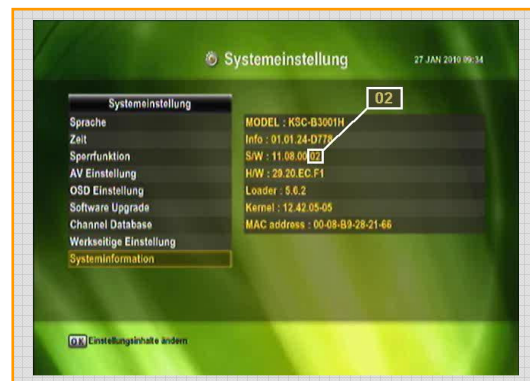 Systemeinstellung
27 JAN 2010 09:34
02
Systemeinstellung
Sprache
Zeit
Sperrfunktion
AV Einstellung
OSD Einstellung
Software Upgrade
Channel Database
Werkseitige Einstellung
Systeminformation
MODEL : KSC-B3001H
Info : 01.01.24-D778
S/W : 11.08.00.02
H/W : 29.20.EC.F1
Loader : 5.6.2
Kernel : 12.42.05-05
MAC address : 00-08-B9-28-21-66
OK Einstellungsinhalte ändern